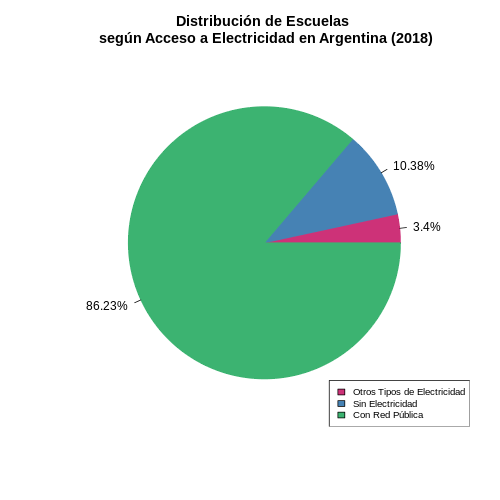 Distribución de Escuelas
según Acceso a Electricidad en Argentina (2018)
10.38%
3.4%
86.23%
Otros Tipos de Electricidad
Sin Electricidad
Con Red Pública